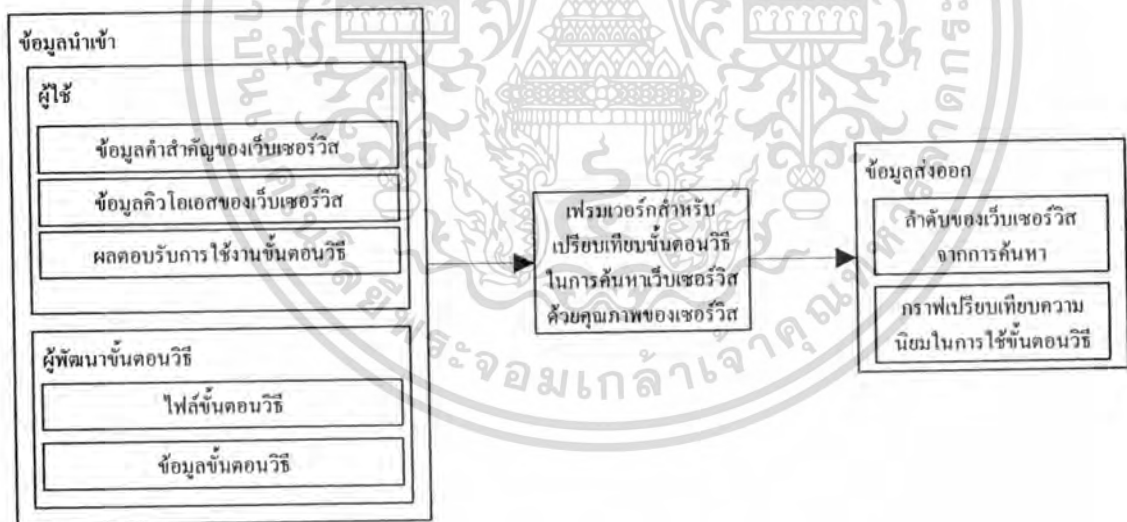 ข้อมูลนำเข้า
ผู้ใช้
ข้อมูลคำสำคัญของเว็บเซอร์วิส
ข้อมูลคิวโอเอสของเว็บเซอร์วิส
ผลตอบรับการใช้งานขั้นตอนวิธี
ผู้พัฒนาขั้นตอนวิธี
ไฟล์ขั้นตอนวิธี
ข้อมูลขั้นตอนวิธี
เฟรมเวอร์กสำหรับ
เปรียบเทียบขั้นตอนวิธี
ในการค้นหาเว็บเซอร์วิส
ด้วยคุณภาพของเซอร์วิส
ข้อมูลส่งออก
ลำดับของเว็บเซอร์วิส
จากการค้นหา
กราฟเปรียบเทียบความ
นิยมในการใช้ขั้นตอนวิธี
พระจอมเกล้าเจ้าคุณทหารลาดกระ